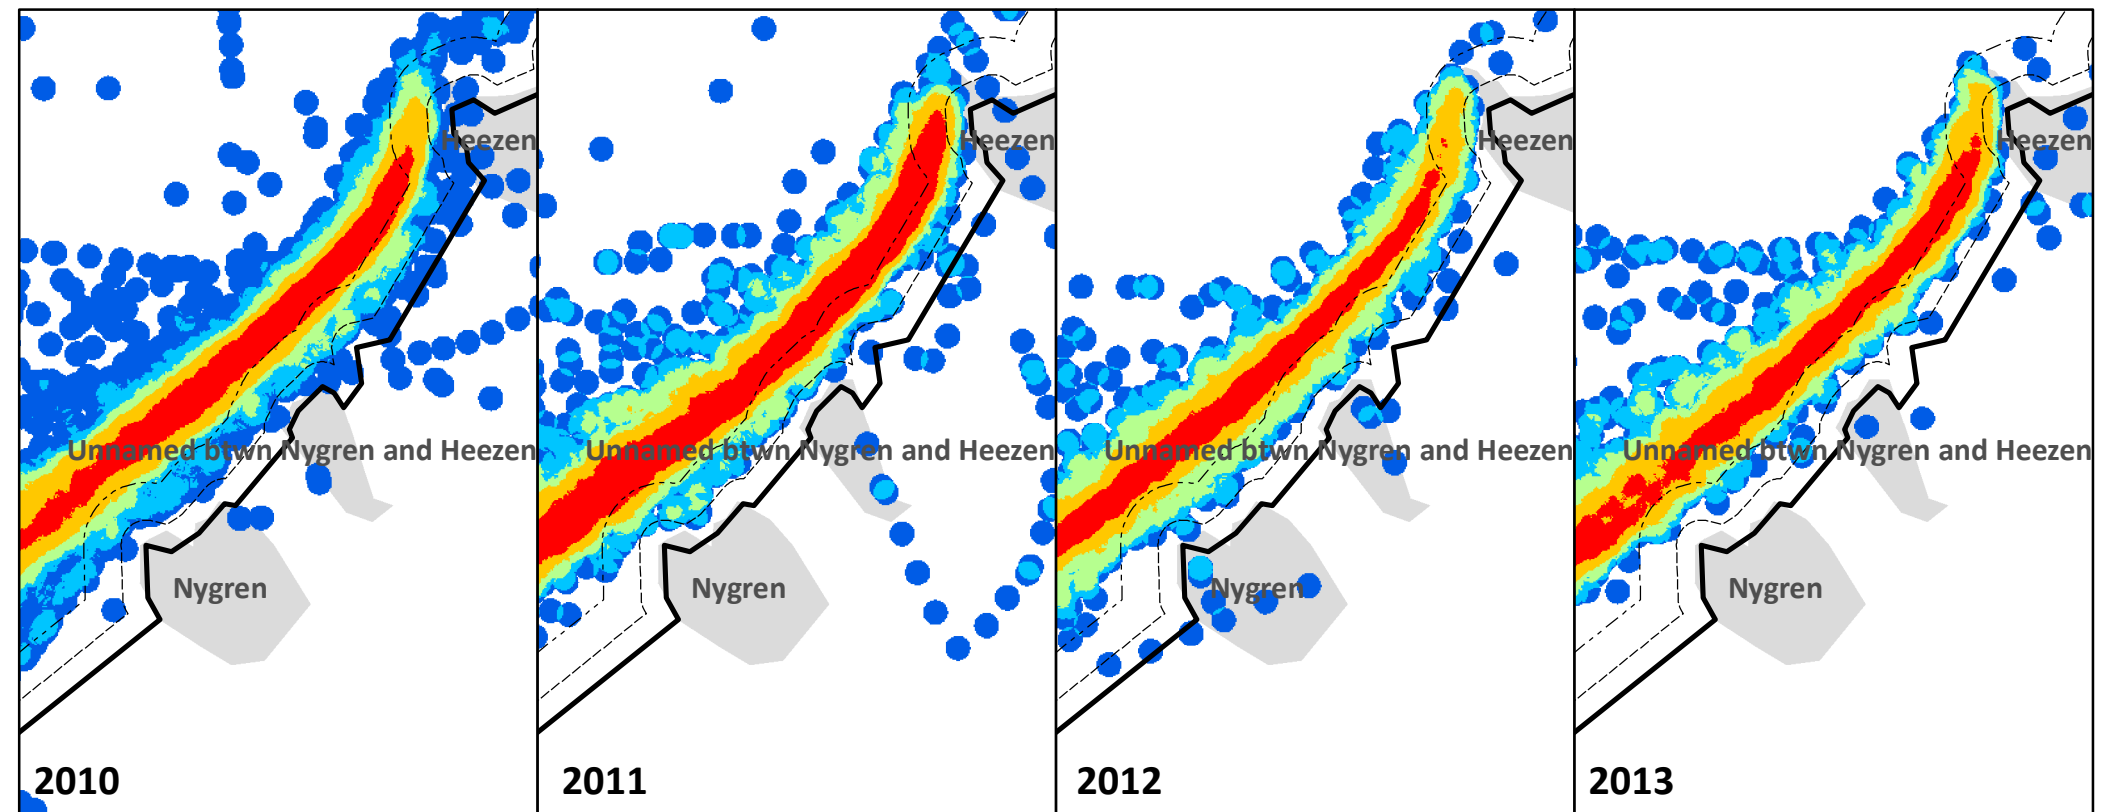 Heezen
Unnamed btwn Nygren and Heezen
Nygren
2010
Heezen
Unnamed btwn Nygren and Heezen
Nygren
2011
Heezen
Unnamed btwn Nygren and Heezen
Nygren
2012
Heezen
Unnamed btwn Nygren and Heezen
Nygren
2013